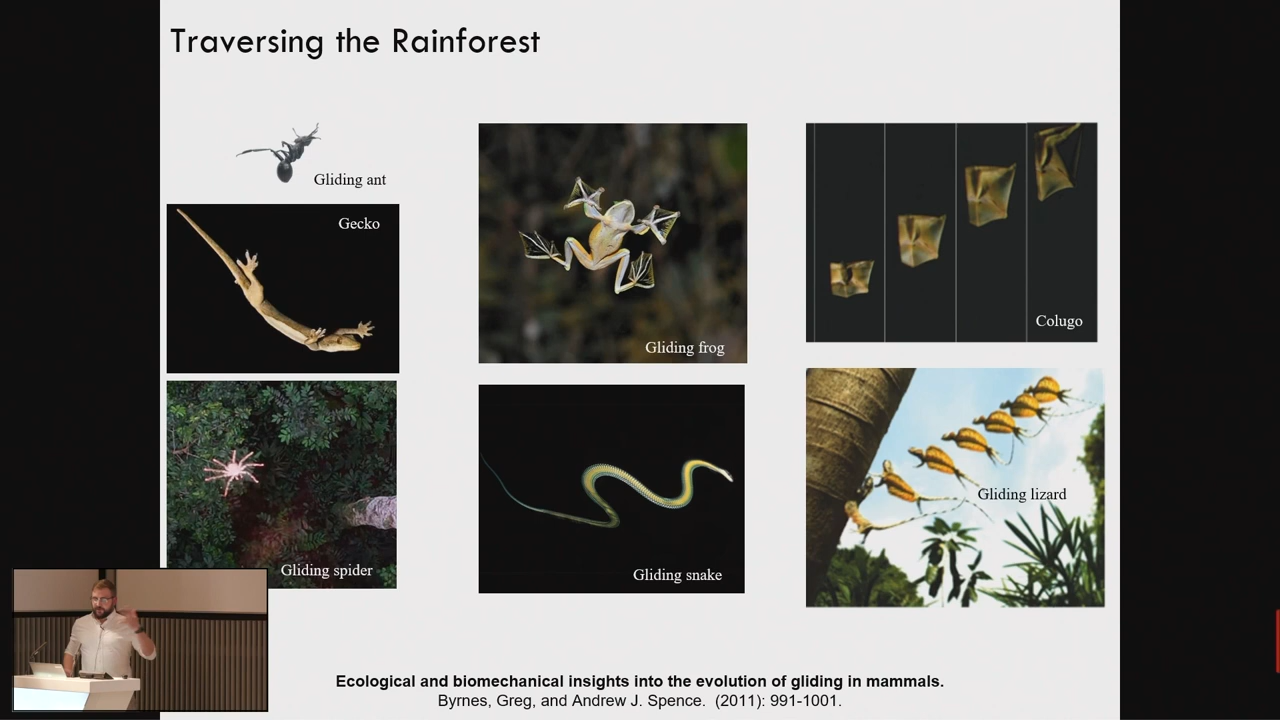 Traversing the Rainforest
Gliding ant
Gecko
Gliding spider
Gliding frog
Gliding snake
Colugo
Gliding lizard
Ecological and biomechanical insights into the evolution of gliding in mammals.
Byrnes, Greg, and Andrew J. Spence. (2011): 991-1001.